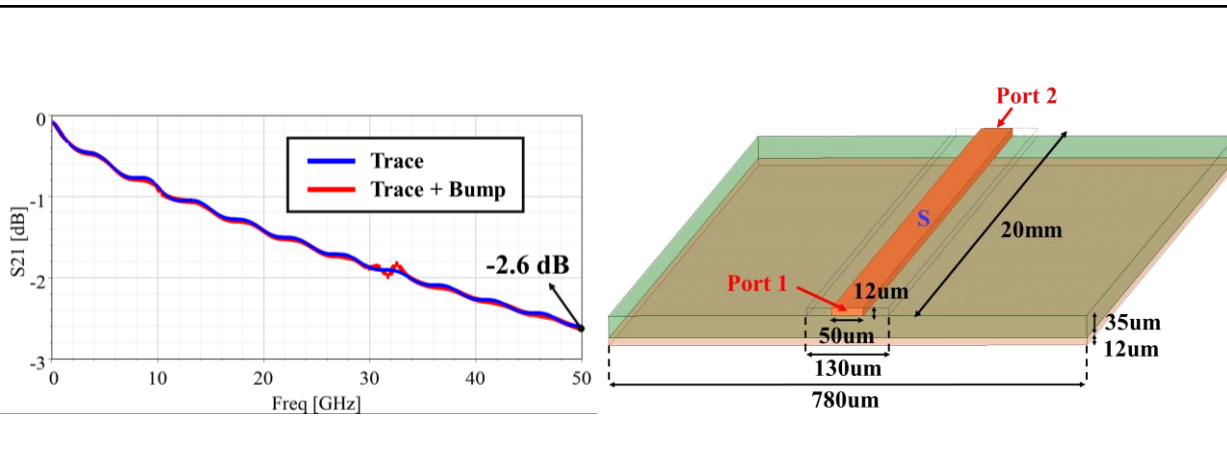 0
-1
-2
-3
S21 [dB]
Trace
Trace + Bump
-2.6 dB
0 10 20 30 40 50
Freq [GHz]
Port 2
S
20mm
Port 1
12um
50um
130um
780um
35um
12um